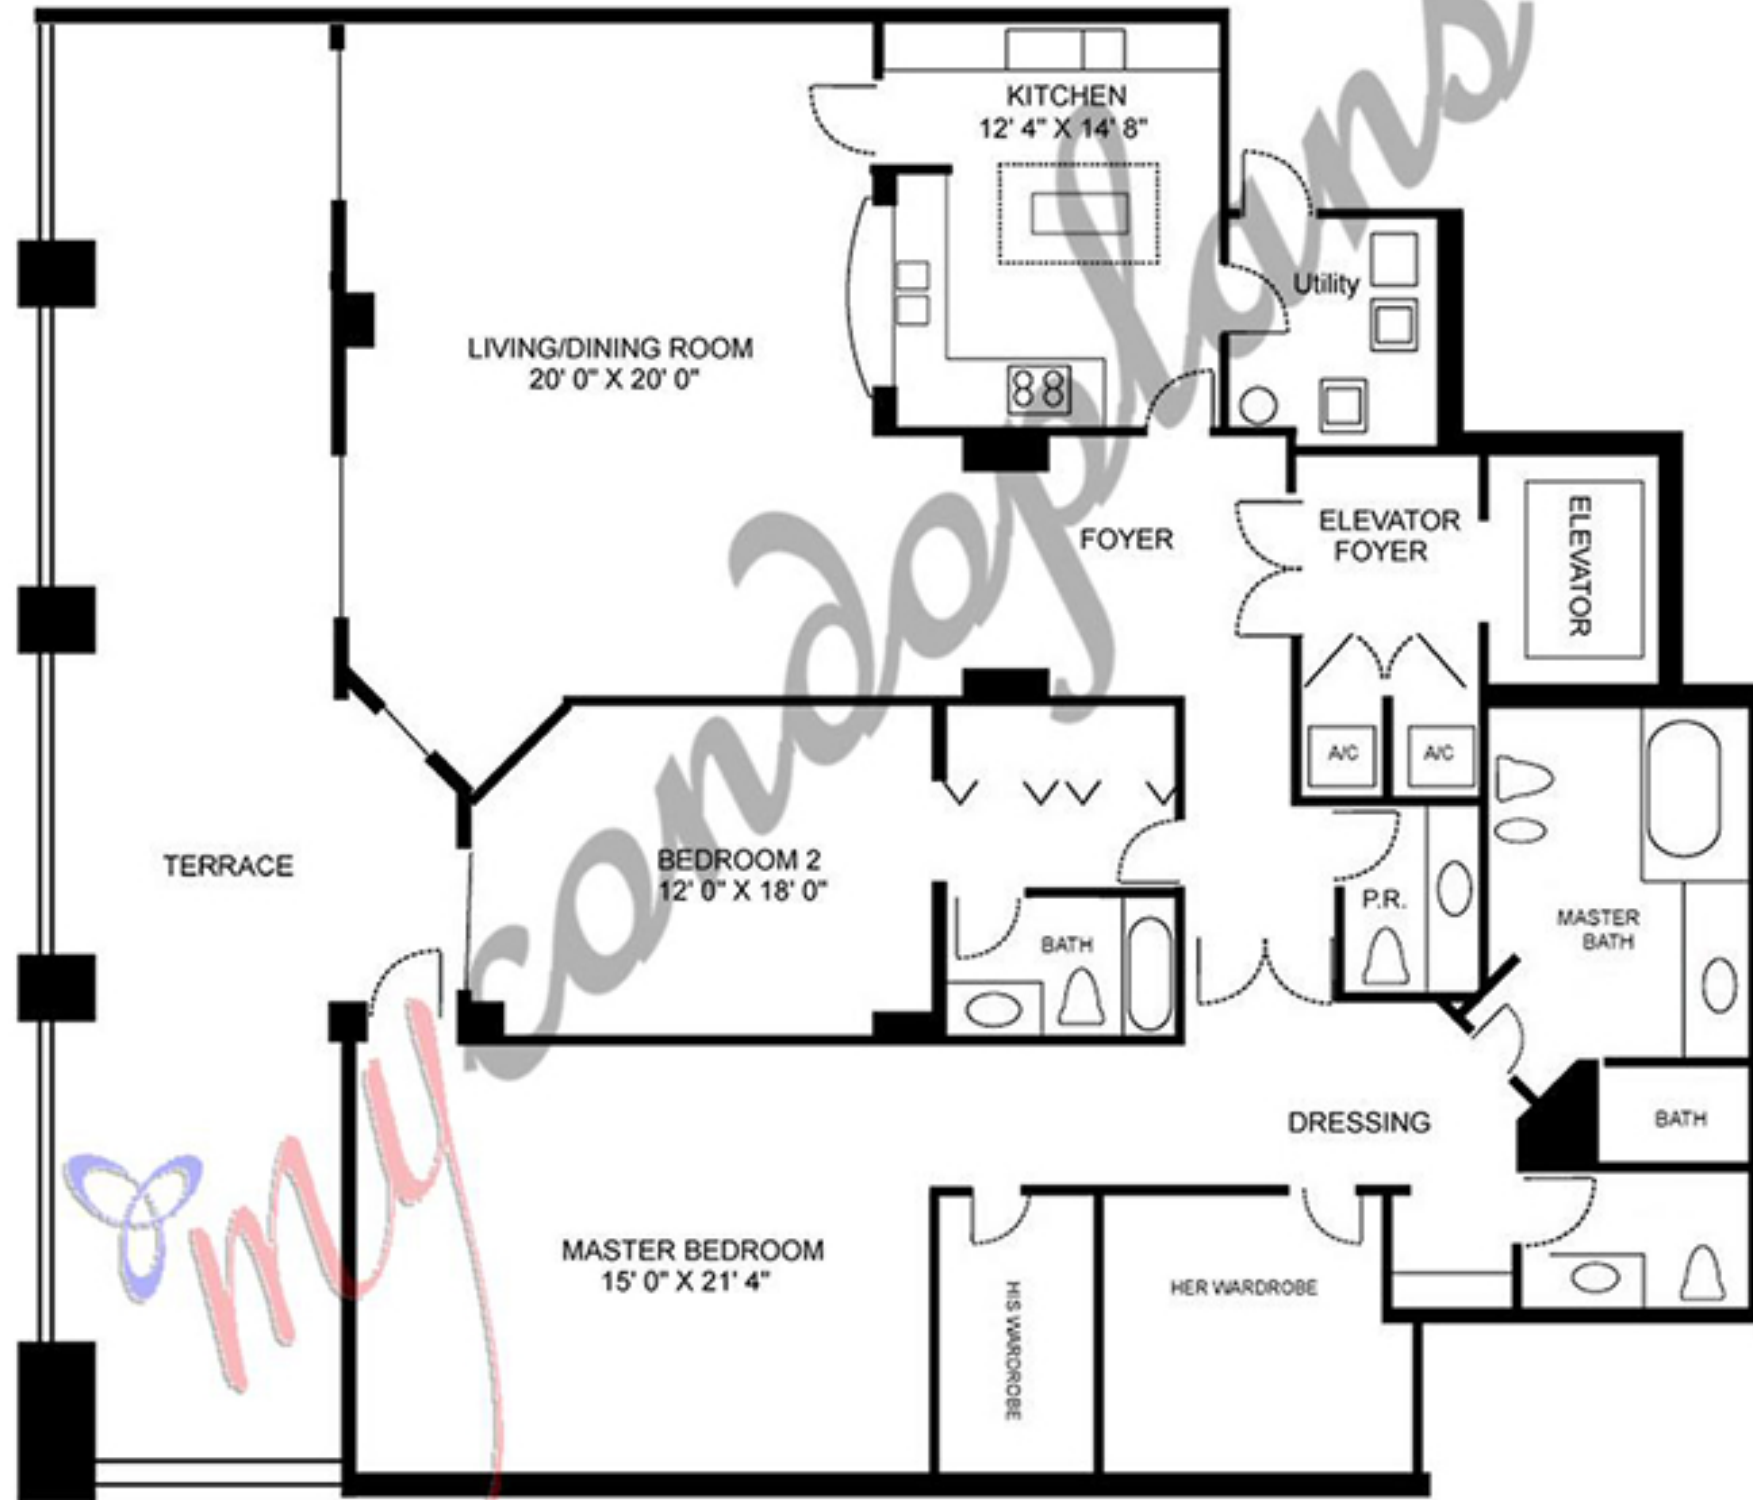 KITCHEN
12' 4" X 14' 8"
Utility
LIVING/DINING ROOM
20' 0" X 20' 0"
FOYER
ELEVATOR
FOYER
ELEVATOR
A/C
A/C
TERRACE
BEDROOM 2
12' 0" X 18' 0"
BATH
P.R.
MASTER
BATH
DRESSING
BATH
MASTER BEDROOM
15' 0" X 21' 4"
HIS WARDROBE
HER WARDROBE
mycondoplans